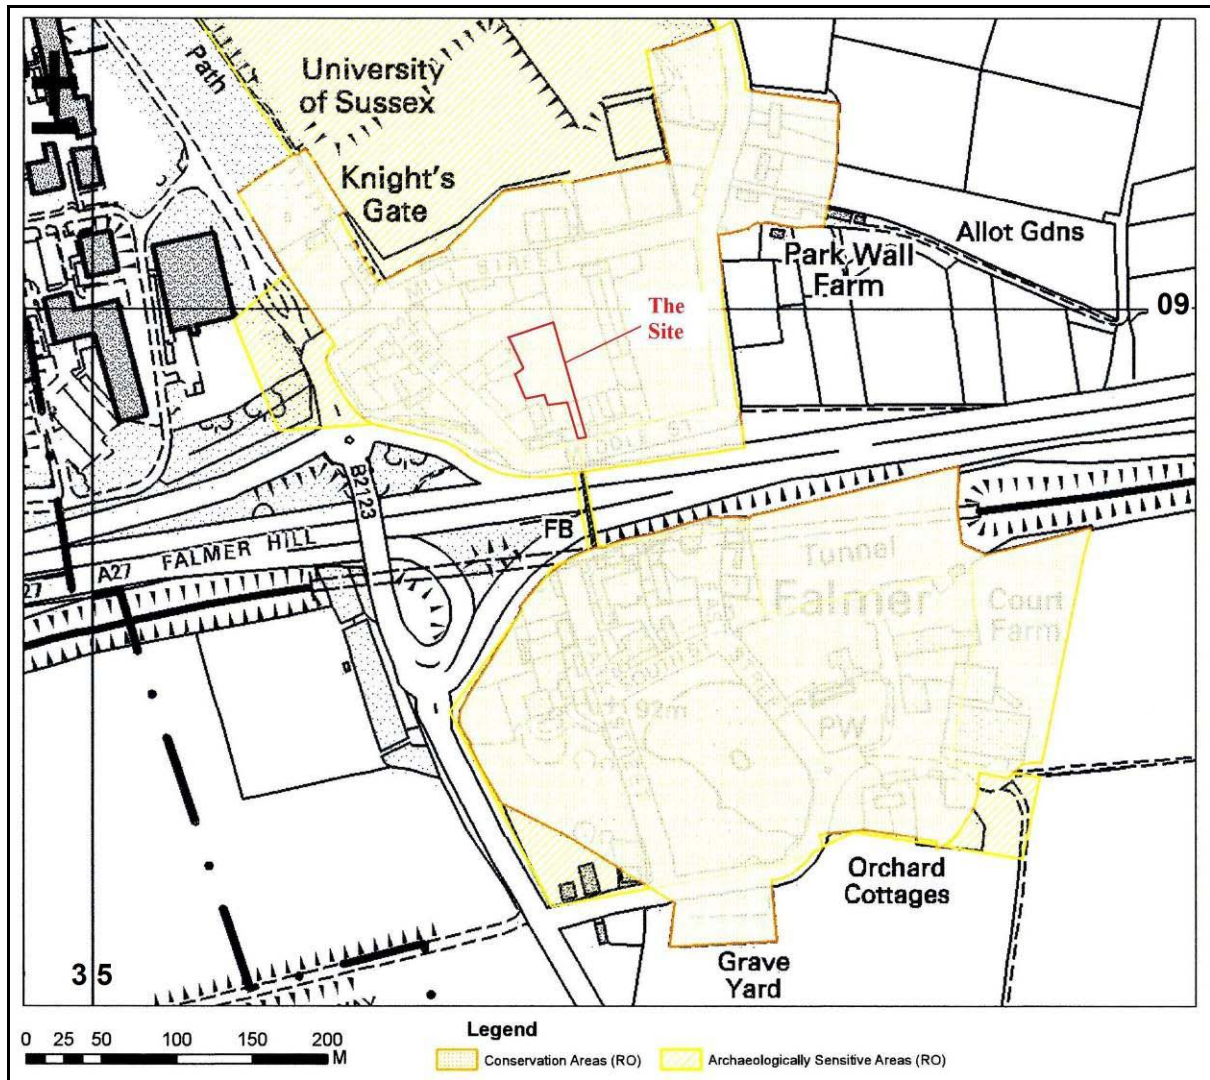 Path
University
of Sussex
Knight's
Gate
Allot Gdns
Park Wall
Farm
The
Site
09
B2123
FB
FALMER HILL
A27
27
Tunnel
Falmer
Court
Farm
92m
PW
Orchard
Cottages
Grave
Yard
35
0 25 50 100 150 200
M
Legend
Conservation Areas (RO)
Archaeologically Sensitive Areas (RO)